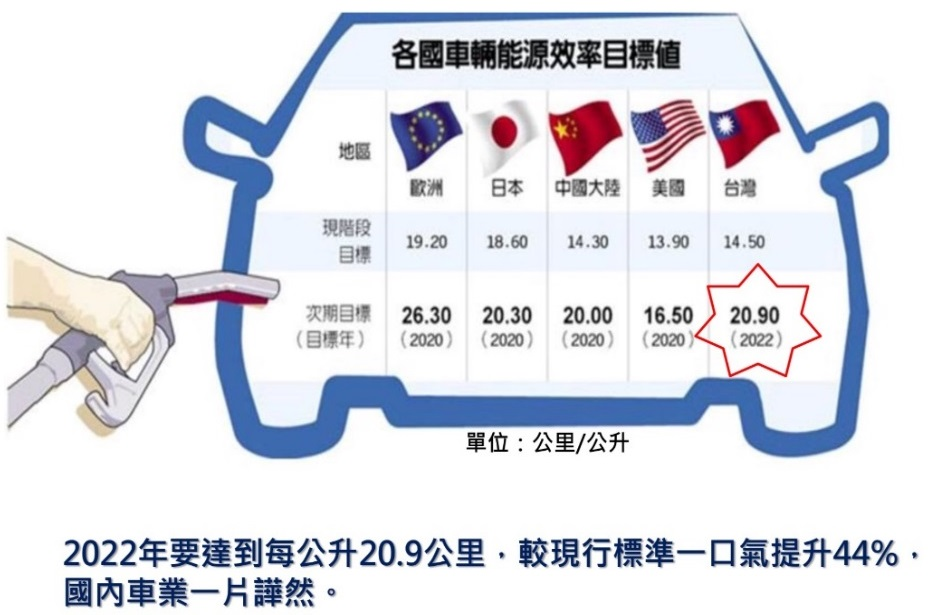 各國車輛能源效率目標值
地區 歐洲 日本 中國大陸 美國 台灣
現階段
目標 19.20 18.60 14.30 13.90 14.50
次期目標 26.30 20.30 20.00 16.50 20.90
(目標年) (2020) (2020) (2020) (2020) (2022)
單位：公里/公升
2022年要達到每公升20.9公里，較現行標準一口氣提升44%，
國內車業一片譁然。